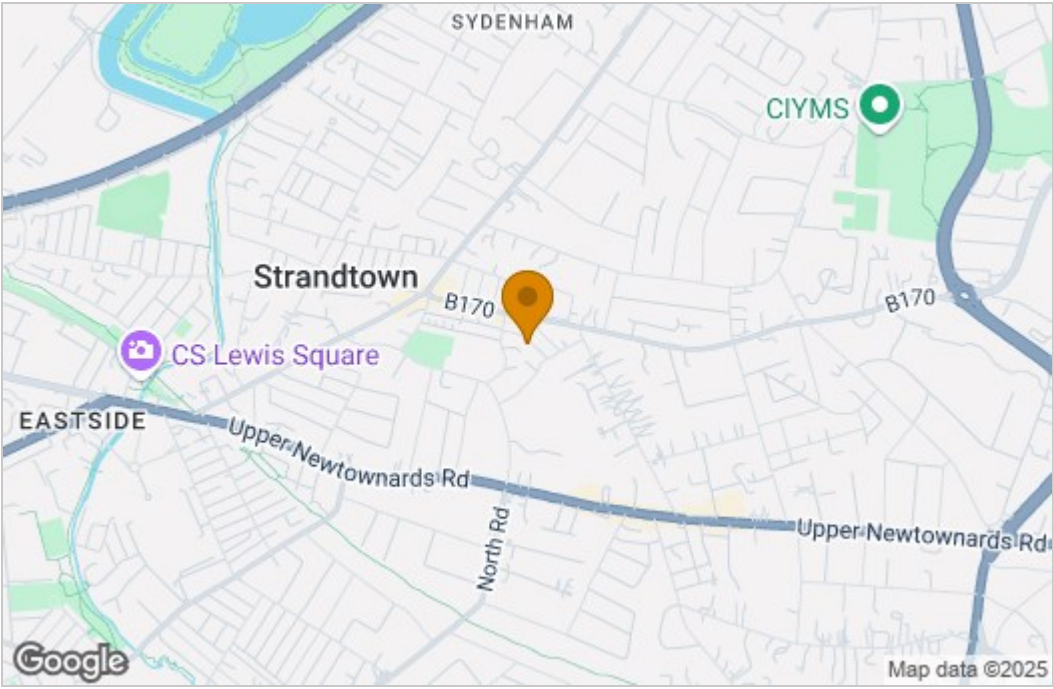 SYDENHAM
CIYMS
Strandtown
B170
B170
CS Lewis Square
EASTSIDE
Upper Newtownards Rd
North Rd
Upper Newtownards Rd
Google
Map data ©2025